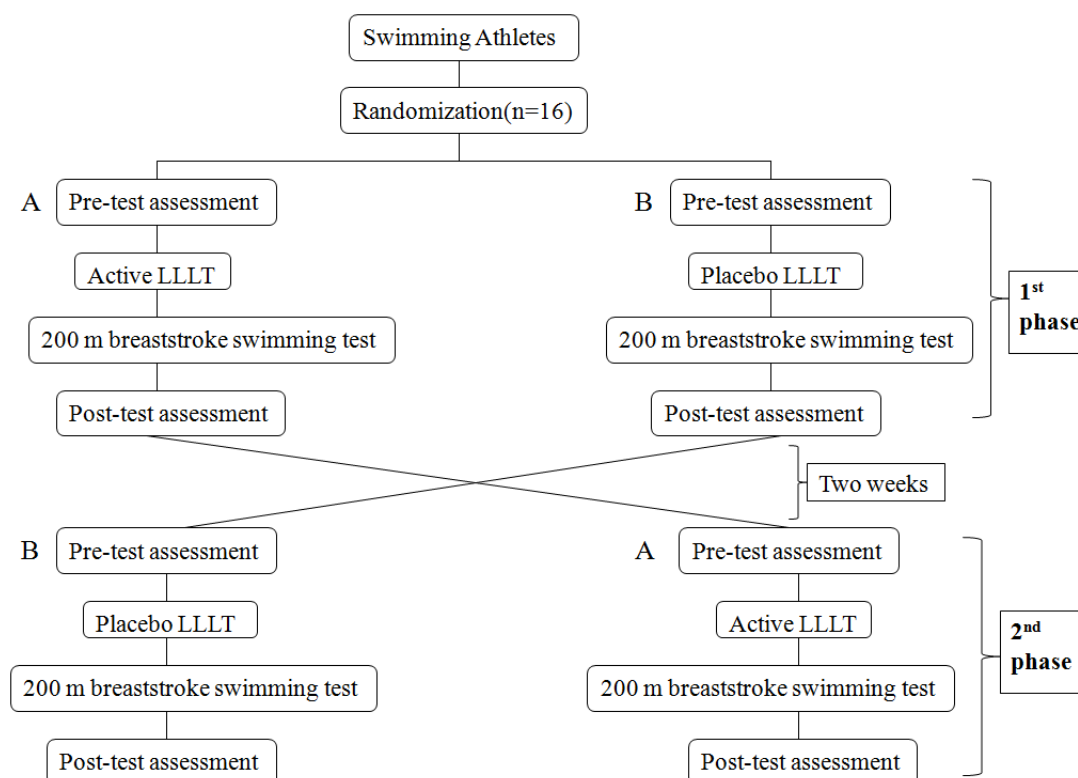 Swimming Athletes
Randomization(n=16)
A
Pre-test assessment
B
Pre-test assessment
Active LLLT
Placebo LLLT
1st
phase
200 m breaststroke swimming test
200 m breaststroke swimming test
Post-test assessment
Post-test assessment
Two weeks
B
Pre-test assessment
A
Pre-test assessment
Placebo LLLT
Active LLLT
2nd
phase
200 m breaststroke swimming test
200 m breaststroke swimming test
Post-test assessment
Post-test assessment